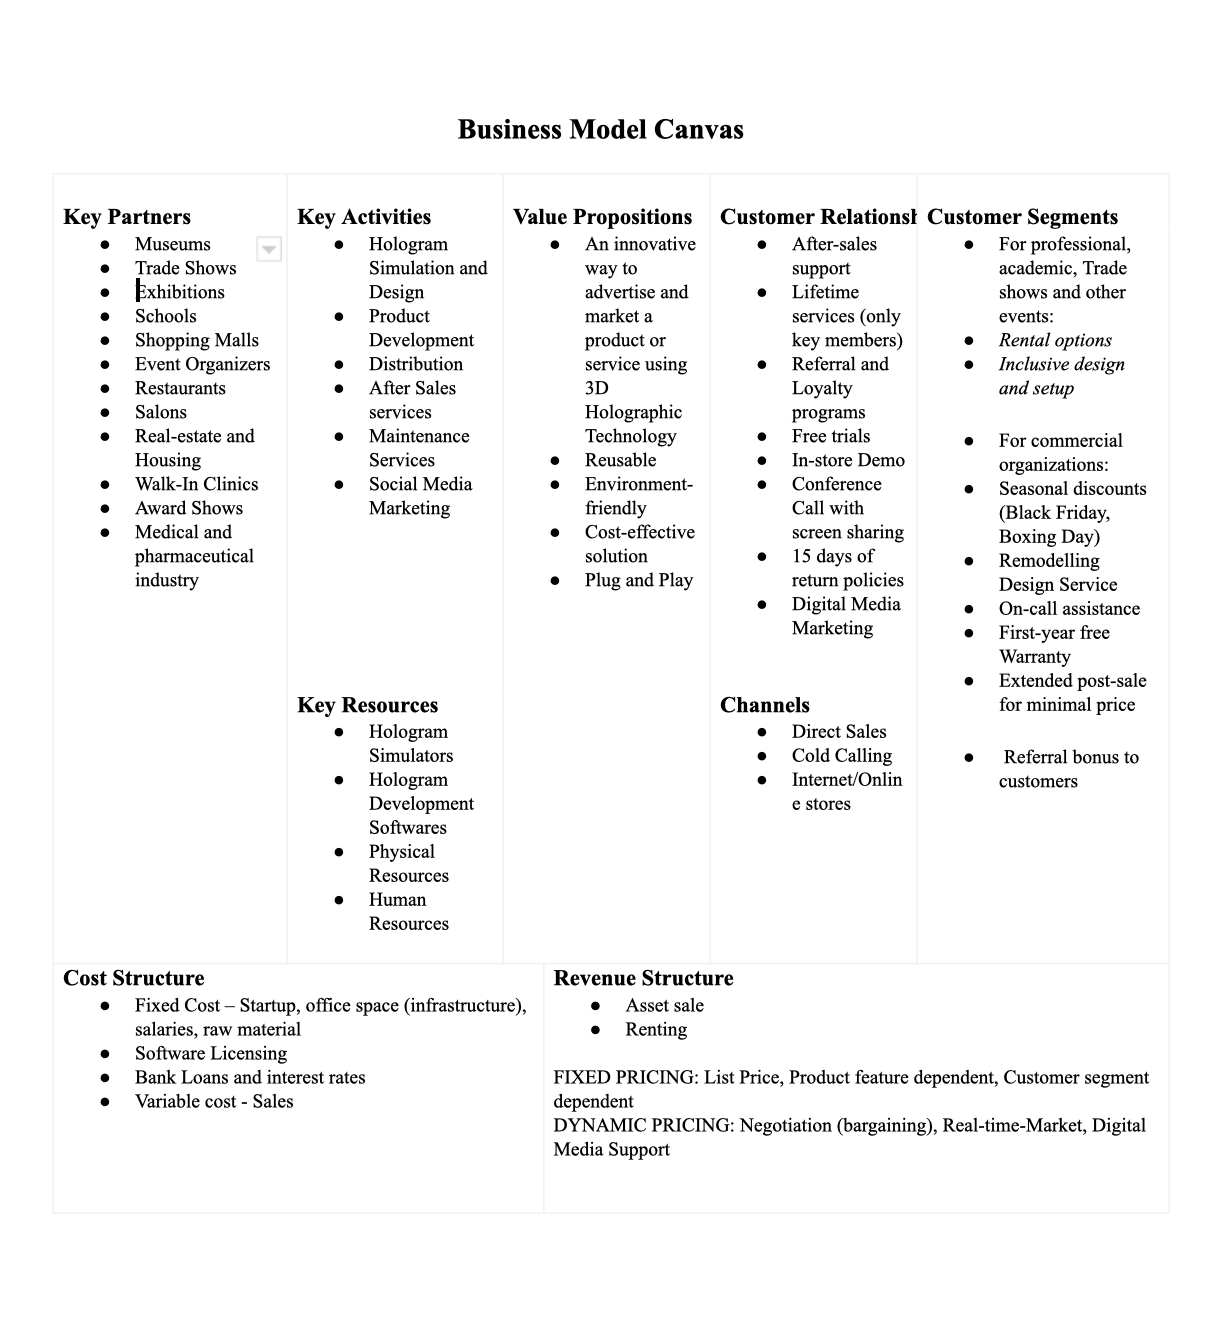 Business Model Canvas
Key Partners
● Museums
● Trade Shows
● Exhibitions
● Schools
● Shopping Malls
● Event Organizers
● Restaurants
● Salons
● Real-estate and
Housing
● Walk-In Clinics
● Award Shows
● Medical and
pharmaceutical
industry
Key Activities
● Hologram
Simulation and
Design
● Product
Development
● Distribution
● After Sales
services
● Maintenance
Services
● Social Media
Marketing
Key Resources
● Hologram
Simulators
● Hologram
Development
Softwares
● Physical
Resources
● Human
Resources
Value Propositions
● An innovative
way to
advertise and
market a
product or
service using
3D
Holographic
Technology
● Reusable
● Environment-
friendly
● Cost-effective
solution
● Plug and Play
Customer Relationsh
● After-sales
support
● Lifetime
services (only
key members)
● Referral and
Loyalty
programs
● Free trials
● In-store Demo
● Conference
Call with
screen sharing
● 15 days of
return policies
● Digital Media
Marketing
Channels
● Direct Sales
● Cold Calling
● Internet/Onlin
e stores
Customer Segments
● For professional,
academic, Trade
shows and other
events:
● Rental options
● Inclusive design
and setup
● For commercial
organizations:
● Seasonal discounts
(Black Friday,
Boxing Day)
● Remodelling
Design Service
● On-call assistance
● First-year free
Warranty
● Extended post-sale
for minimal price
● Referral bonus to
customers
Cost Structure
● Fixed Cost – Startup, office space (infrastructure),
salaries, raw material
● Software Licensing
● Bank Loans and interest rates
● Variable cost - Sales
Revenue Structure
● Asset sale
● Renting
FIXED PRICING: List Price, Product feature dependent, Customer segment
dependent
DYNAMIC PRICING: Negotiation (bargaining), Real-time-Market, Digital
Media Support